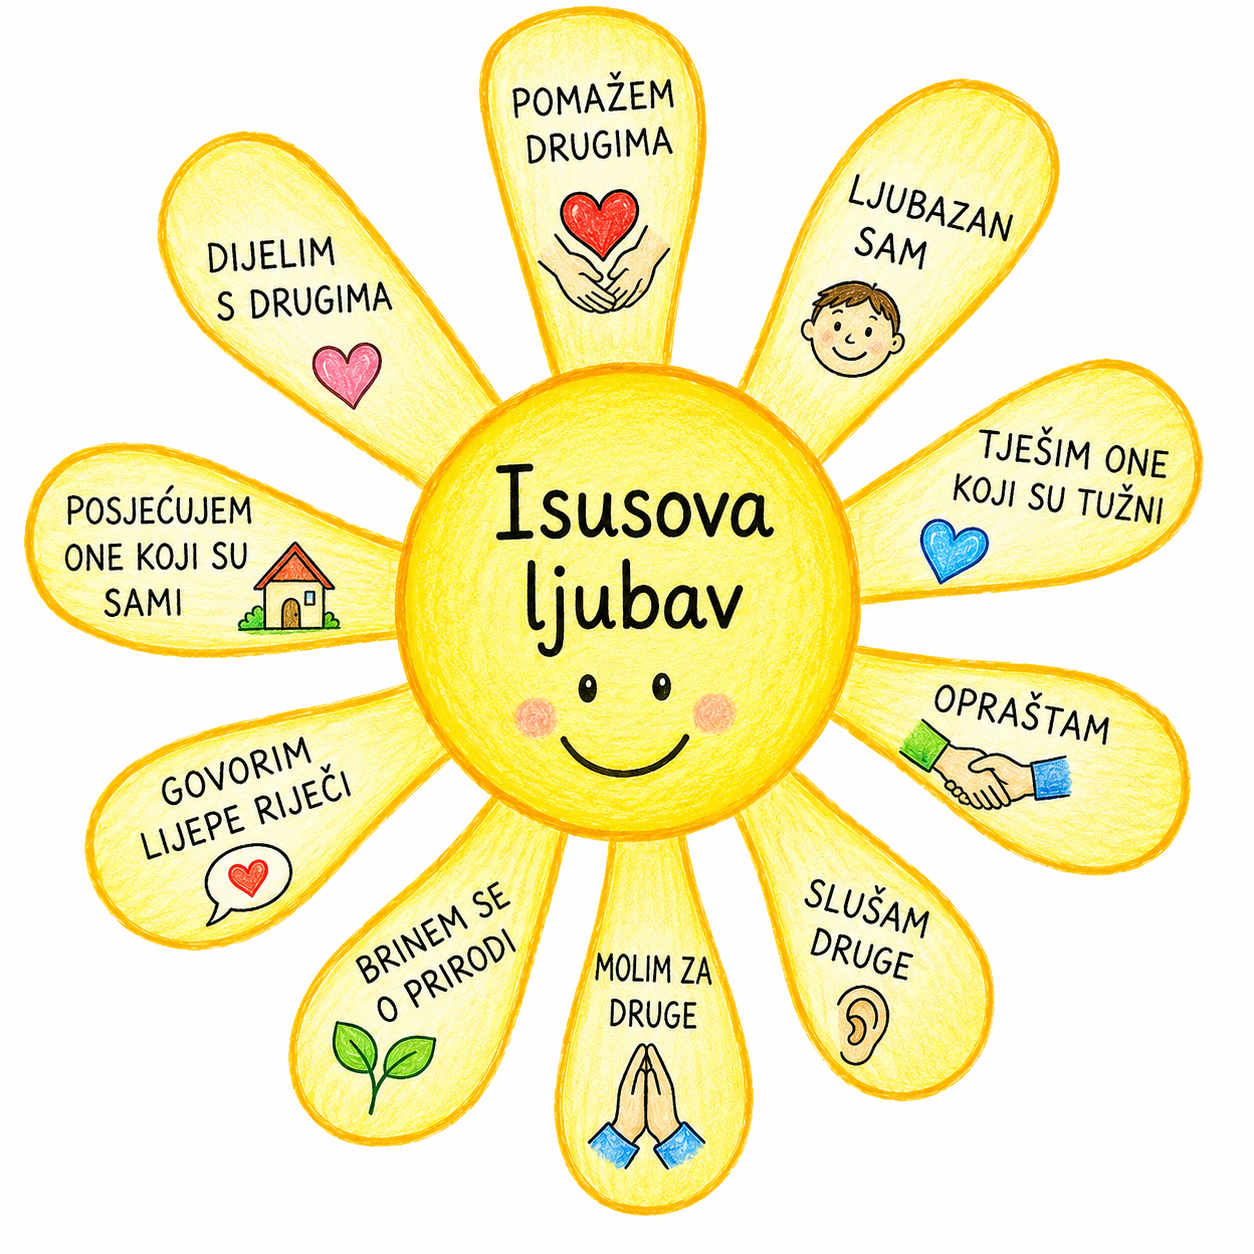 POMAŽEM
DRUGIMA
LJUBAZAN
SAM
TJEŠIM ONE
KOJI SU TUŽNI
OPRAŠTAM
SLUŠAM
DRUGE
MOLIM ZA
DRUGE
BRINEM SE
O PRIRODI
GOVORIM
LIJEPE RIJEČI
POSJEĆUJEM
ONE KOJI SU
SAMI
DIJELIM
S DRUGIMA
Isusova
ljubav